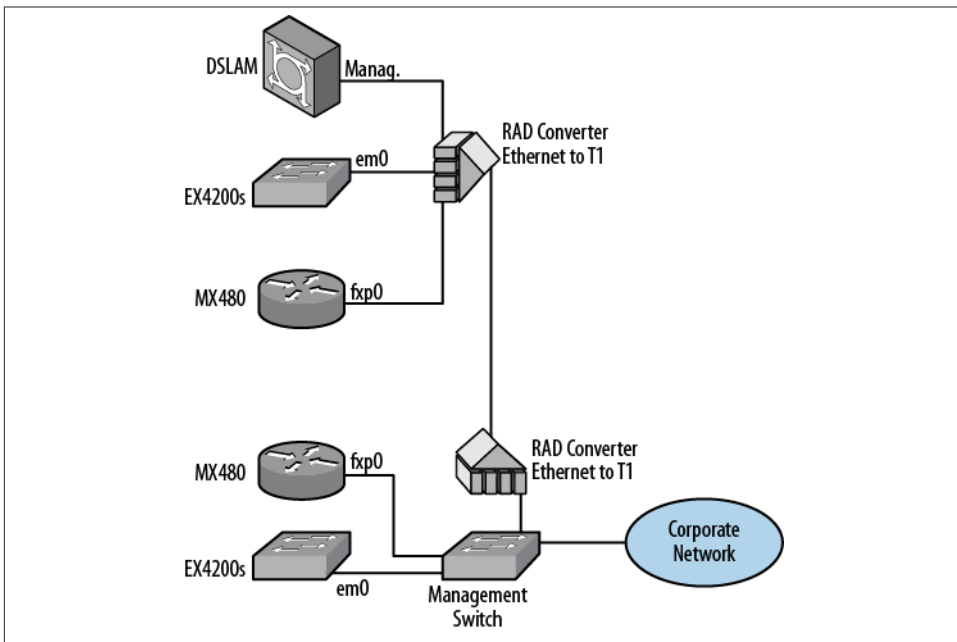 DSLAM
Manag.
RAD Converter
Ethernet to T1
em0
EX4200s
MX480
fxp0
MX480
fxp0
RAD Converter
Ethernet to T1
Corporate
Network
EX4200s
em0
Management
Switch